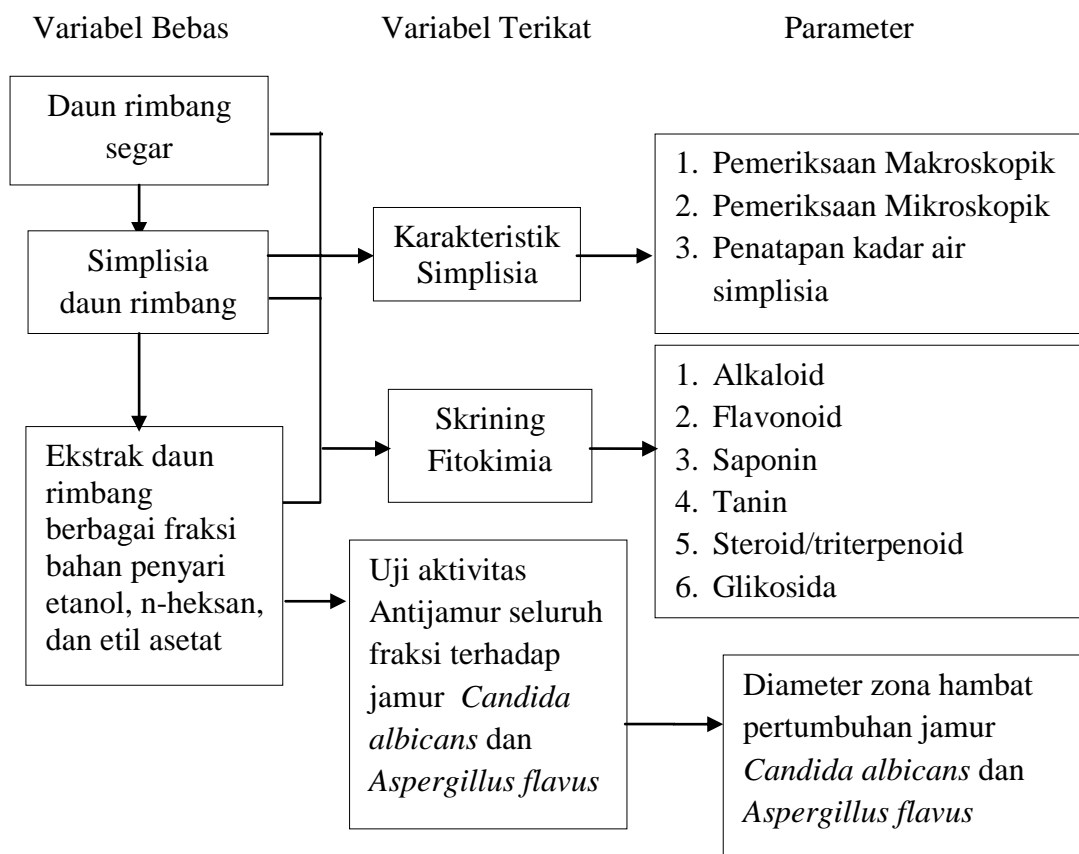 Variabel Bebas
Variabel Terikat
Parameter
Daun rimbang
segar
Simplisia
daun rimbang
Ekstrak daun
rimbang
berbagai fraksi
bahan penyari
etanol, n-heksan,
dan etil asetat
Karakteristik
Simplisia
Skrining
Fitokimia
Uji aktivitas
Antijamur seluruh
fraksi terhadap
jamur Candida
albicans dan
Aspergillus flavus
1. Pemeriksaan Makroskopik
2. Pemeriksaan Mikroskopik
3. Penatapan kadar air
simplisia
1. Alkaloid
2. Flavonoid
3. Saponin
4. Tanin
5. Steroid/triterpenoid
6. Glikosida
Diameter zona hambat
pertumbuhan jamur
Candida albicans dan
Aspergillus flavus